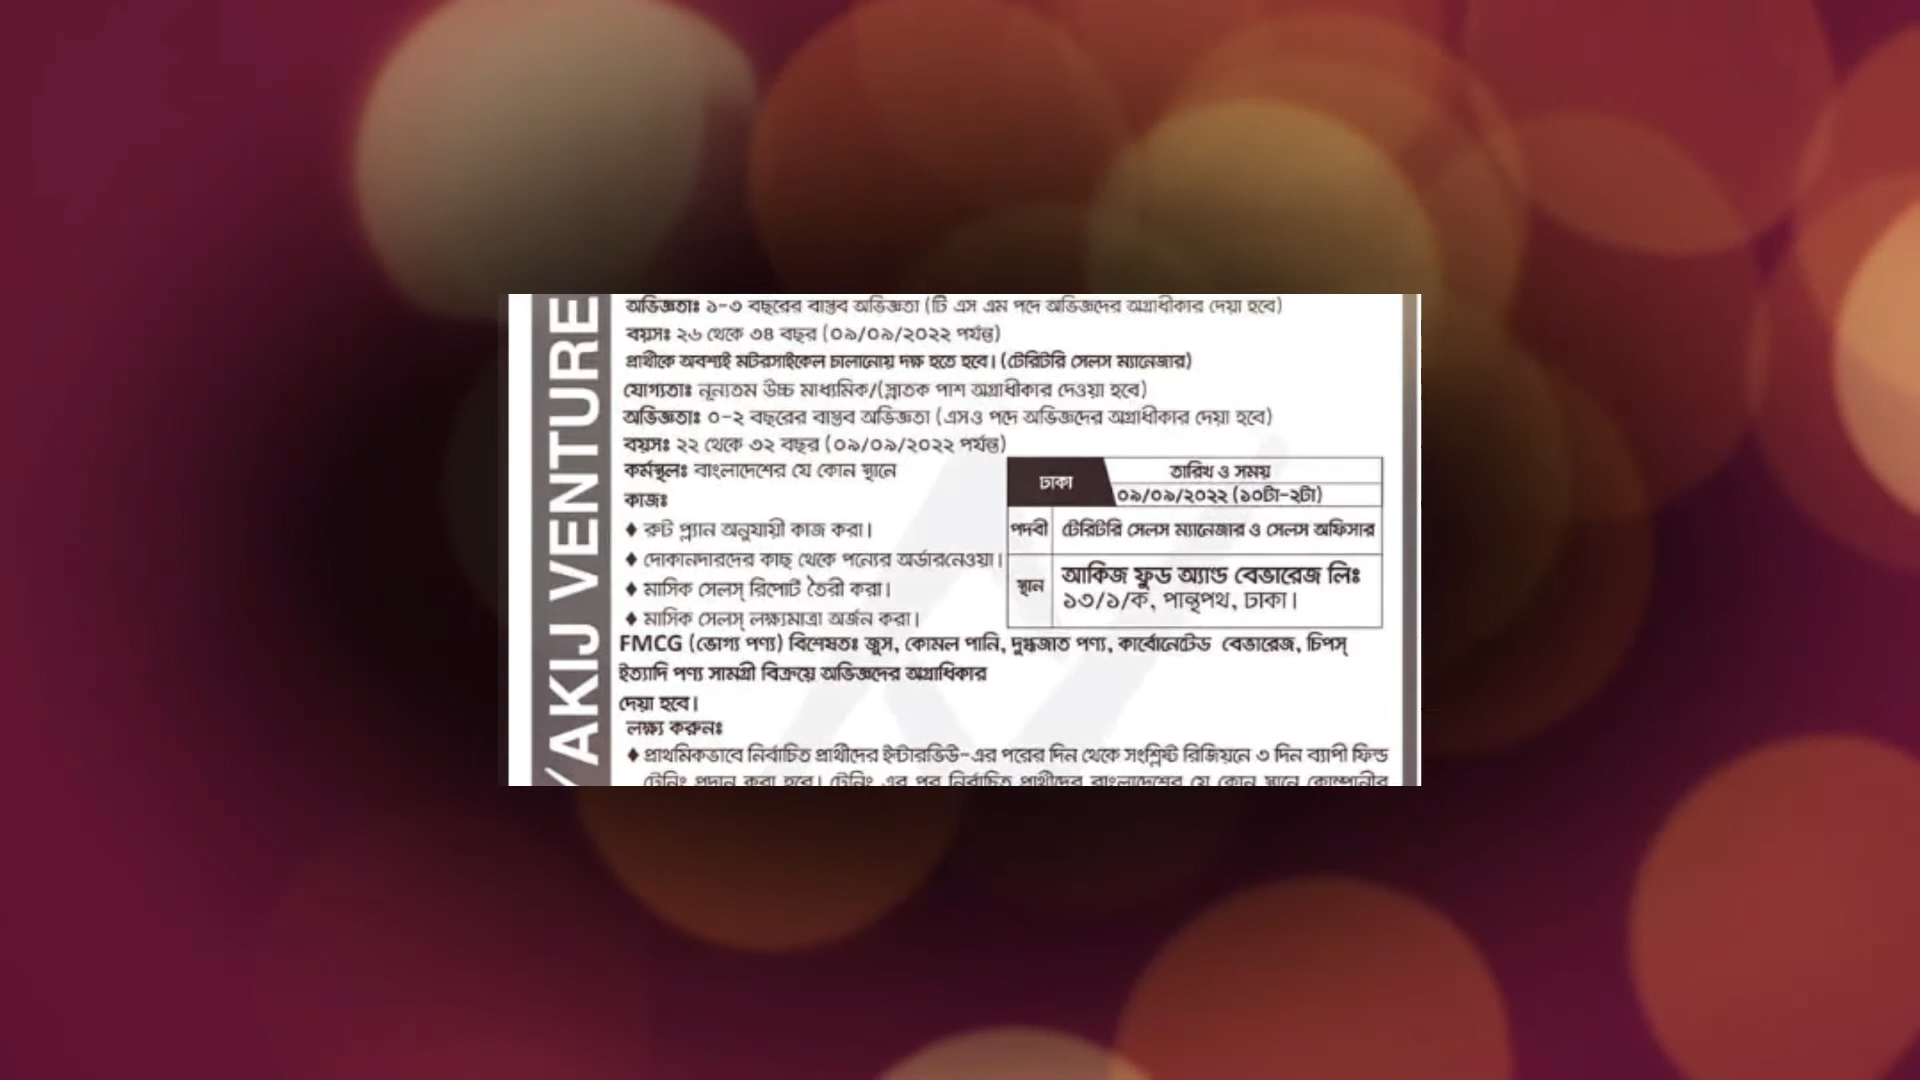 AKIJ VENTURE
অভিজ্ঞতাঃ ১-৩ বছরের বাস্তব অভিজ্ঞতা (টি এস এম পদে অভিজ্ঞদের অগ্রাধীকার দেয়া হবে)
বয়সঃ ২৬ থেকে ৩৪ বছর (০৯/০৯/২০২২ পর্যন্ত)
প্রার্থীকে অবশ্যই মটরসাইকেল চালানোয় দক্ষ হতে হবে। (টেরিটরি সেলস ম্যানেজার)
যোগ্যতাঃ নূন্যতম উচ্চ মাধ্যমিক/(স্নাতক পাশ অগ্রাধীকার দেওয়া হবে)
অভিজ্ঞতাঃ ০-২ বছরের বাস্তব অভিজ্ঞতা (এসও পদে অভিজ্ঞদের অগ্রাধীকার দেয়া হবে)
বয়সঃ ২২ থেকে ৩২ বছর (০৯/০৯/২০২২ পর্যন্ত)
কর্মস্থলঃ বাংলাদেশের যে কোন স্থানে
কাজঃ
♦ রুট প্ল্যান অনুযায়ী কাজ করা।
♦ দোকানদারদের কাছ থেকে পন্যের অর্ডারনেওয়া।
♦ মাসিক সেলস্ রিপোর্ট তৈরী করা।
♦ মাসিক সেলস্ লক্ষ্যমাত্রা অর্জন করা।
ঢাকা তারিখ ও সময়
০৯/০৯/২০২২ (১০টা-২টা)
পদবী টেরিটরি সেলস ম্যানেজার ও সেলস অফিসার
স্থান আকিজ ফুড অ্যান্ড বেভারেজ লিঃ
১৩/১/ক, পান্থপথ, ঢাকা।
FMCG (ভোগ্য পণ্য) বিশেষতঃ জুস, কোমল পানি, দুগ্ধজাত পণ্য, কার্বোনেটেড বেভারেজ, চিপস্
ইত্যাদি পণ্য সামগ্রী বিক্রয়ে অভিজ্ঞদের অগ্রাধিকার
দেয়া হবে।
লক্ষ্য করুনঃ
♦ প্রাথমিকভাবে নির্বাচিত প্রার্থীদের ইন্টারভিউ-এর পরের দিন থেকে সংশ্লিষ্ট রিজিয়নে ৩ দিন ব্যাপী ফিল্ড
ট্রেনিং প্রদান করা হবে। ট্রেনিং এর পর নির্বাচিত প্রার্থীদের বাংলাদেশের যে কোন স্থানে কোম্পানীর